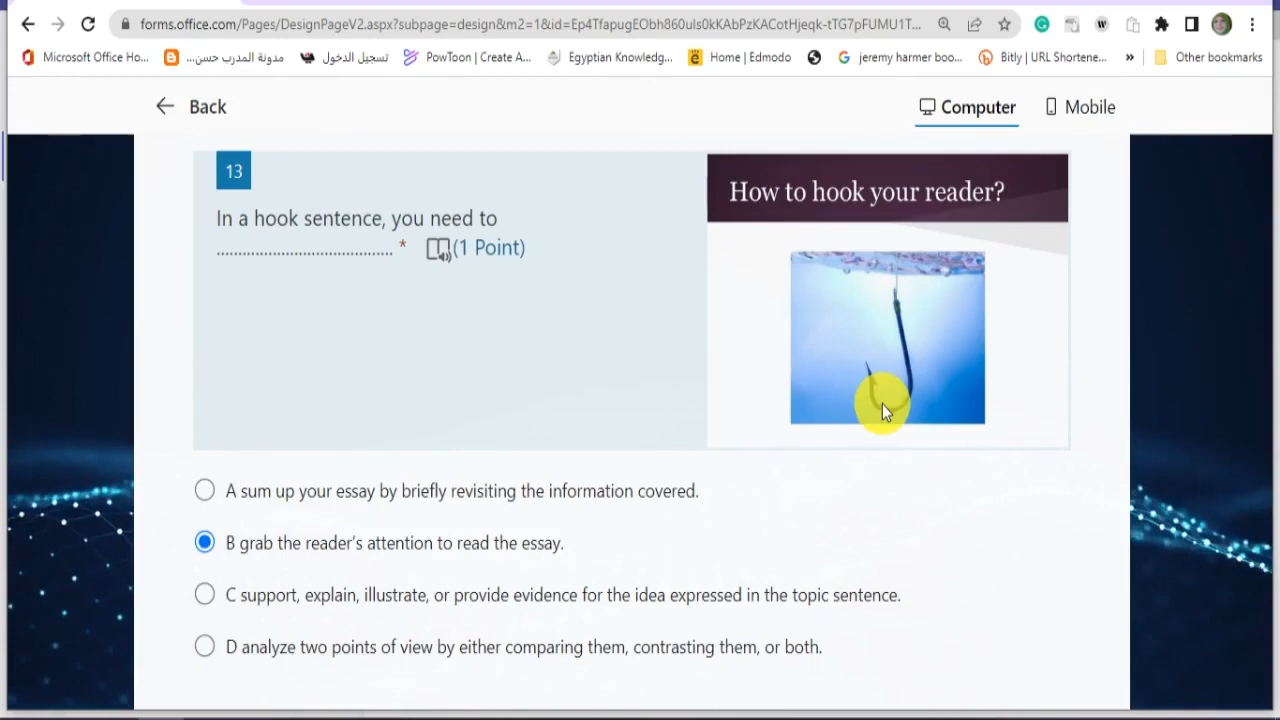 forms.office.com/Pages/DesignPageV2.aspx?subpage=design&m2=1&id=Ep4TfapugEObh860uls0kKAbPzKACotHjeqk-tTG7pFUMU1T...
Microsoft Office Ho...
مدونة المدرب حسن...
تسجيل الدخول
PowToon | Create A...
Egyptian Knowledg...
Home | Edmodo
jeremy harmer boo...
Bitly | URL Shortene...
»
Other bookmarks
Back
Computer
Mobile
13
In a hook sentence, you need to
....................................... * (1 Point)
How to hook your reader?
A sum up your essay by briefly revisiting the information covered.
B grab the reader's attention to read the essay.
C support, explain, illustrate, or provide evidence for the idea expressed in the topic sentence.
D analyze two points of view by either comparing them, contrasting them, or both.